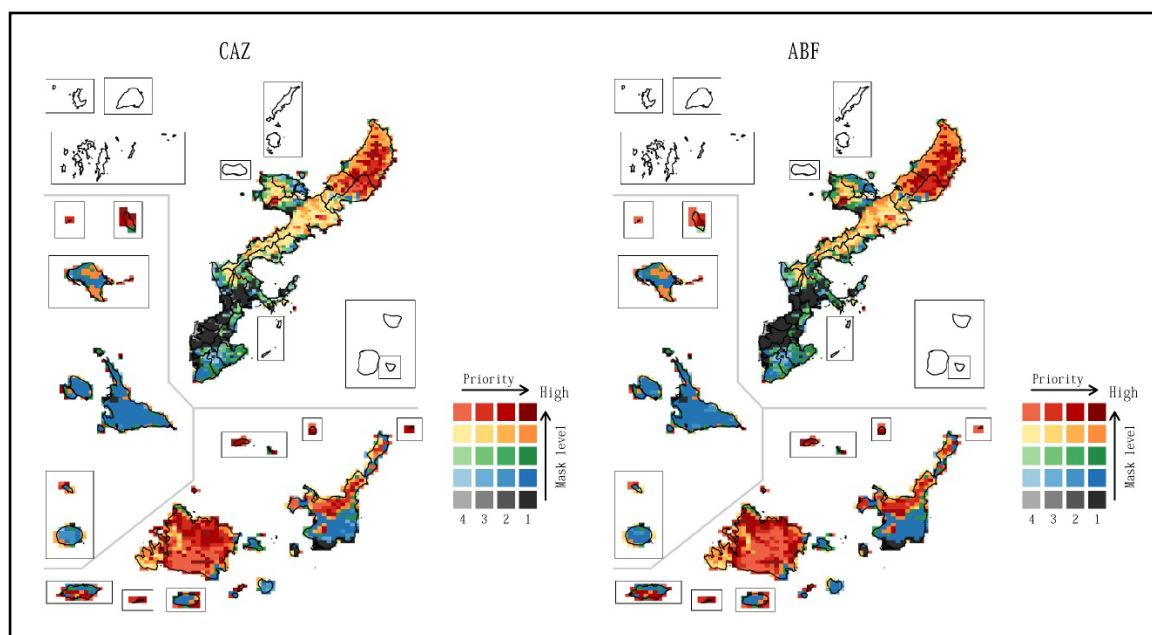 CAZ
ABF
Priority
High
Mask level
4 3 2 1
Priority
High
Mask level
4 3 2 1